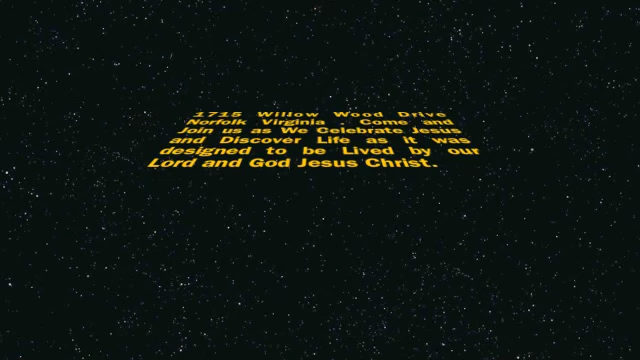 1715 Willow Wood Drive
Norfolk Virginia Come and
Join us as We Celebrate Jesus
and Discover Life as it was
designed to be Lived by our
Lord and God Jesus Christ.